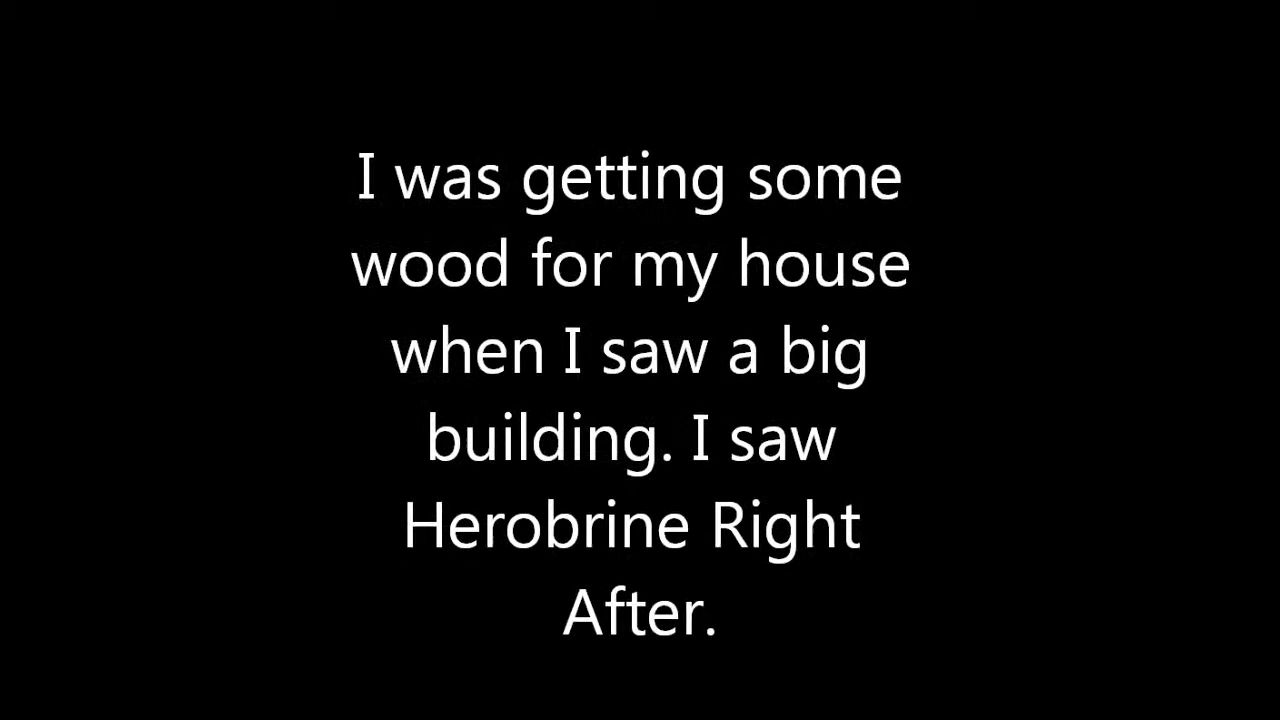 I was getting some
wood for my house
when I saw a big
building. I saw
Herobrine Right
After.